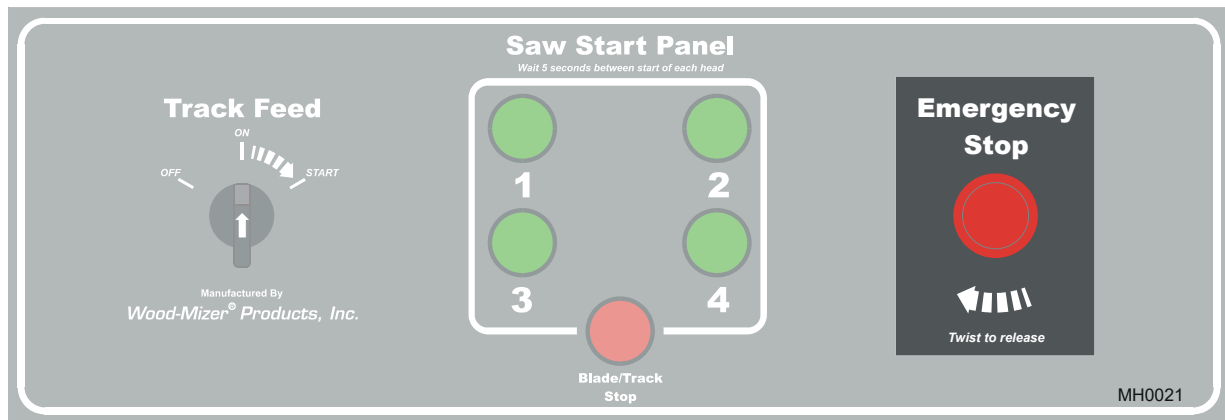 Saw Start Panel
Wait 5 seconds between start of each head
Track Feed
ON
OFF
START
Manufactured By
Wood-Mizer® Products, Inc.
1
2
3
4
Blade/Track
Stop
Emergency
Stop
Twist to release
MH0021